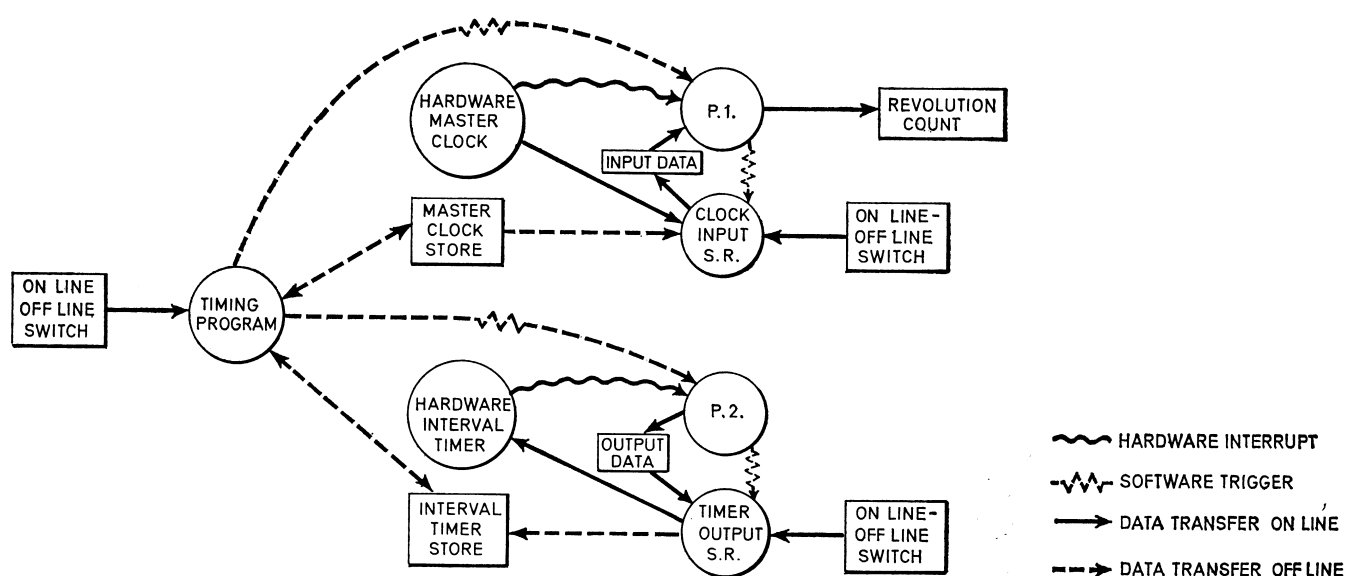 HARDWARE
MASTER
CLOCK
P.1.
REVOLUTION
COUNT
INPUT DATA
MASTER
CLOCK
STORE
CLOCK
INPUT
S.R.
ON LINE-
OFF LINE
SWITCH
ON LINE
OFF LINE
SWITCH
TIMING
PROGRAM
HARDWARE
INTERVAL
TIMER
P.2.
OUTPUT
DATA
INTERVAL
TIMER
STORE
TIMER
OUTPUT
S.R.
ON LINE-
OFF LINE
SWITCH
HARDWARE INTERRUPT
SOFTWARE TRIGGER
DATA TRANSFER ON LINE
DATA TRANSFER OFF LINE